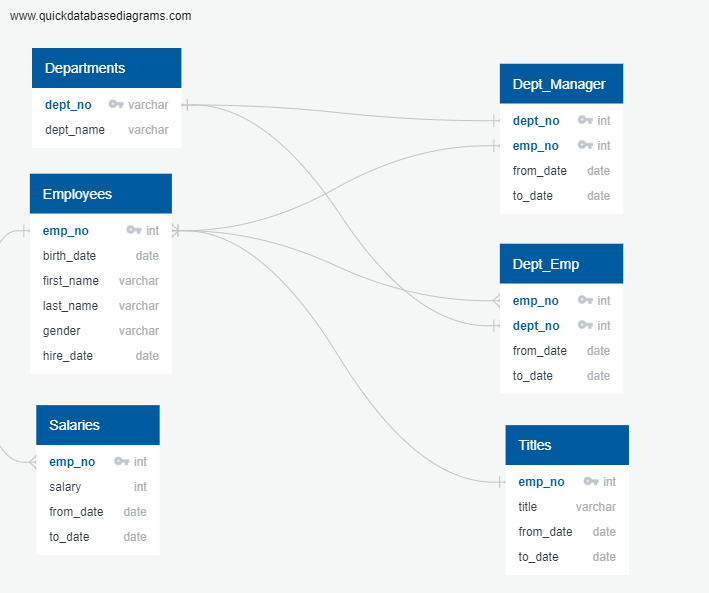 www.quickdatabasediagrams.com
Departments
dept_no varchar
dept_name varchar
Employees
emp_no int
birth_date date
first_name varchar
last_name varchar
gender varchar
hire_date date
Salaries
emp_no int
salary int
from_date date
to_date date
Dept_Manager
dept_no int
emp_no int
from_date date
to_date date
Dept_Emp
emp_no int
dept_no int
from_date date
to_date date
Titles
emp_no int
title varchar
from_date date
to_date date